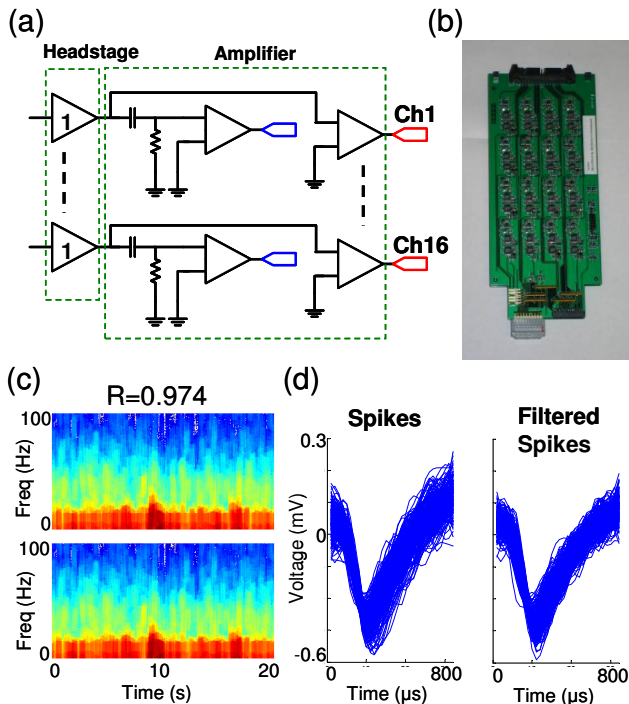 (a)
Headstage
Amplifier
1
Ch1
1
Ch16
(b)
(c)
R=0.974
100
Freq (Hz)
0
100
Freq (Hz)
0
0
10
20
Time (s)
(d)
Spikes
Filtered
Spikes
0.3
0
-0.6
Voltage (mV)
0
800
Time (µs)
0
800
Time (µs)